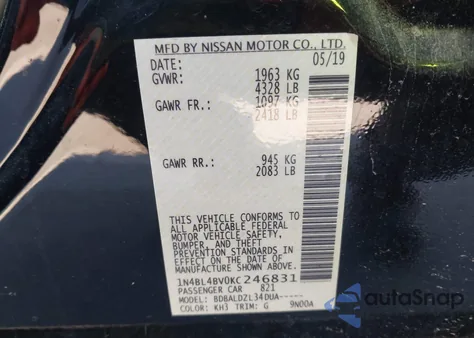 MFD BY NISSAN MOTOR CO., LTD.
DATE: 05/19
GVWR: 1963 KG
4328 LB
GAWR FR.: 1097 KG
2418 LB
GAWR RR.: 945 KG
2083 LB
THIS VEHICLE CONFORMS TO
ALL APPLICABLE FEDERAL
MOTOR VEHICLE SAFETY,
BUMPER, AND THEFT
PREVENTION STANDARDS IN
EFFECT ON THE DATE OF
MANUFACTURE SHOWN ABOVE.
1N4BL4BV0KC246831
PASSENGER CAR 821
MODEL: BDBALDZL34DUA-----
COLOR: KH3 TRIM: G 9N00A
autoSnap